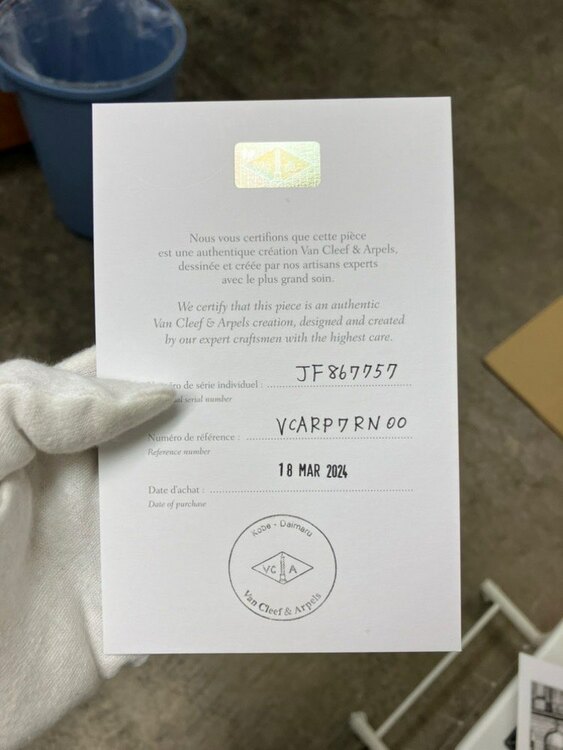 Nous vous certifions que cette pièce
est une authentique création Van Cleef & Arpels,
dessinée et créée par nos artisans experts
avec le plus grand soin.
We certify that this piece is an authentic
Van Cleef & Arpels creation, designed and created
by our expert craftsmen with the highest care.
de série individuel : JF867757
serial number
Numéro de référence : VCARP7RN00
Reference number
18 MAR 2024
Date d'achat :
Date of purchase
Kobe - Daimaru
VC A
Van Cleef & Arpels